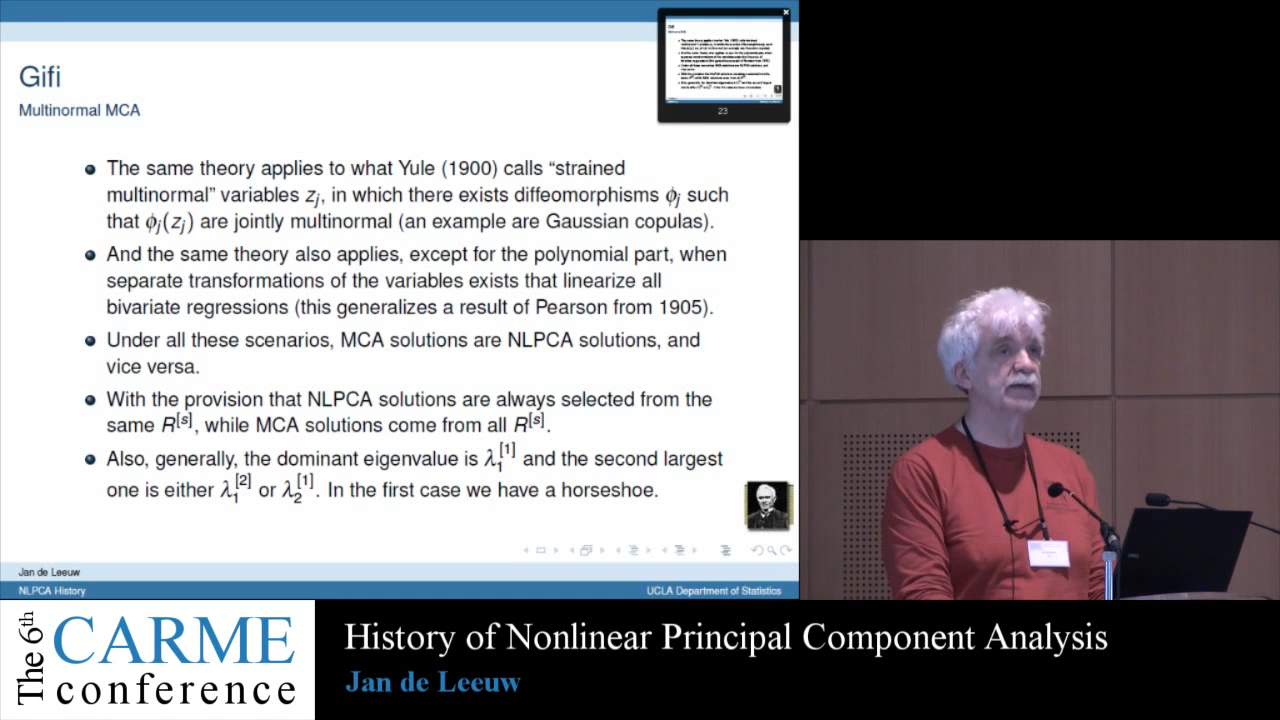 Gifi
Multinormal MCA
23
The same theory applies to what Yule (1900) calls “strained
multinormal” variables zj, in which there exists diffeomorphisms ϕj such
that ϕj(zj) are jointly multinormal (an example are Gaussian copulas).
And the same theory also applies, except for the polynomial part, when
separate transformations of the variables exists that linearize all
bivariate regressions (this generalizes a result of Pearson from 1905).
Under all these scenarios, MCA solutions are NLPCA solutions, and
vice versa.
With the provision that NLPCA solutions are always selected from the
same R[s], while MCA solutions come from all R[s].
Also, generally, the dominant eigenvalue is λ1[1] and the second largest
one is either λ1[2] or λ2[1]. In the first case we have a horseshoe.
Jan de Leeuw
NLPCA History
UCLA Department of Statistics
The 6th
CARME
conference
History of Nonlinear Principal Component Analysis
Jan de Leeuw